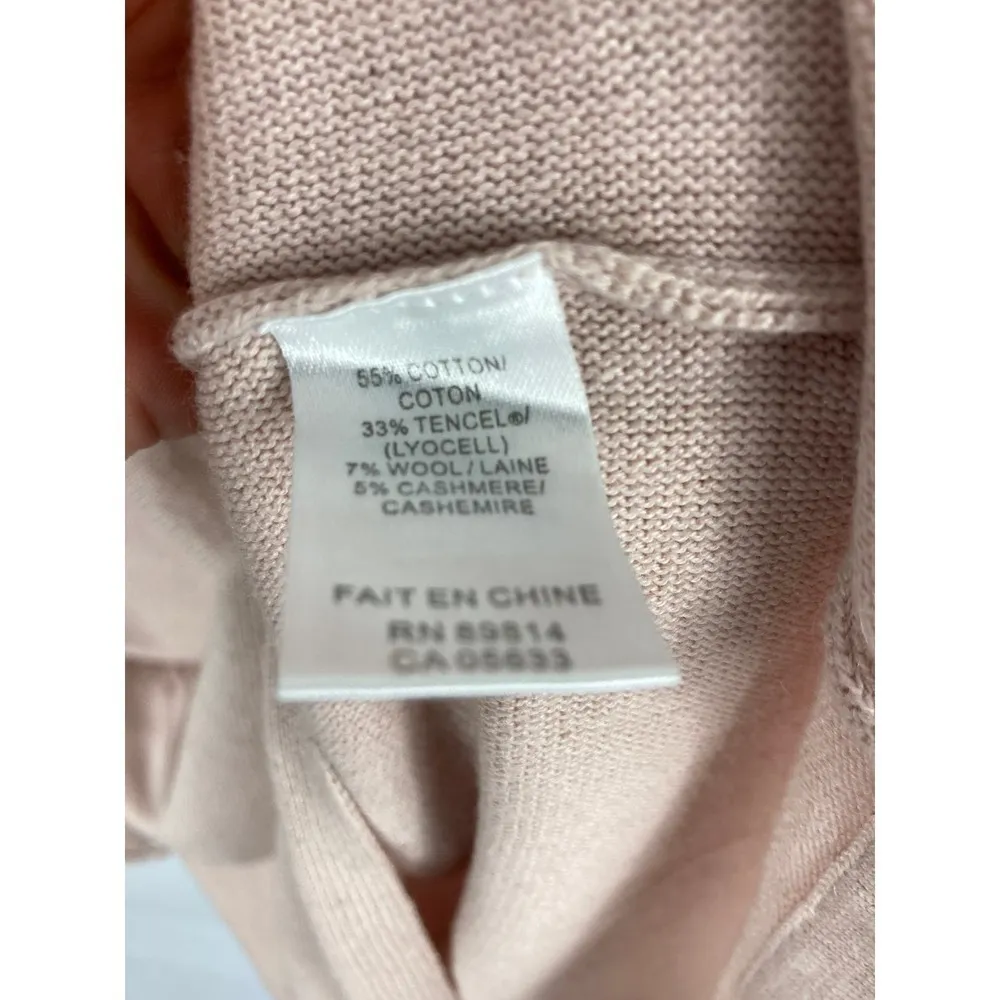 55% COTTON/
COTON
33% TENCEL®/
(LYOCELL)
7% WOOL/LAINE
5% CASHMERE/
CASHEMIRE
FAIT EN CHINE
RN 89814
CA 05633